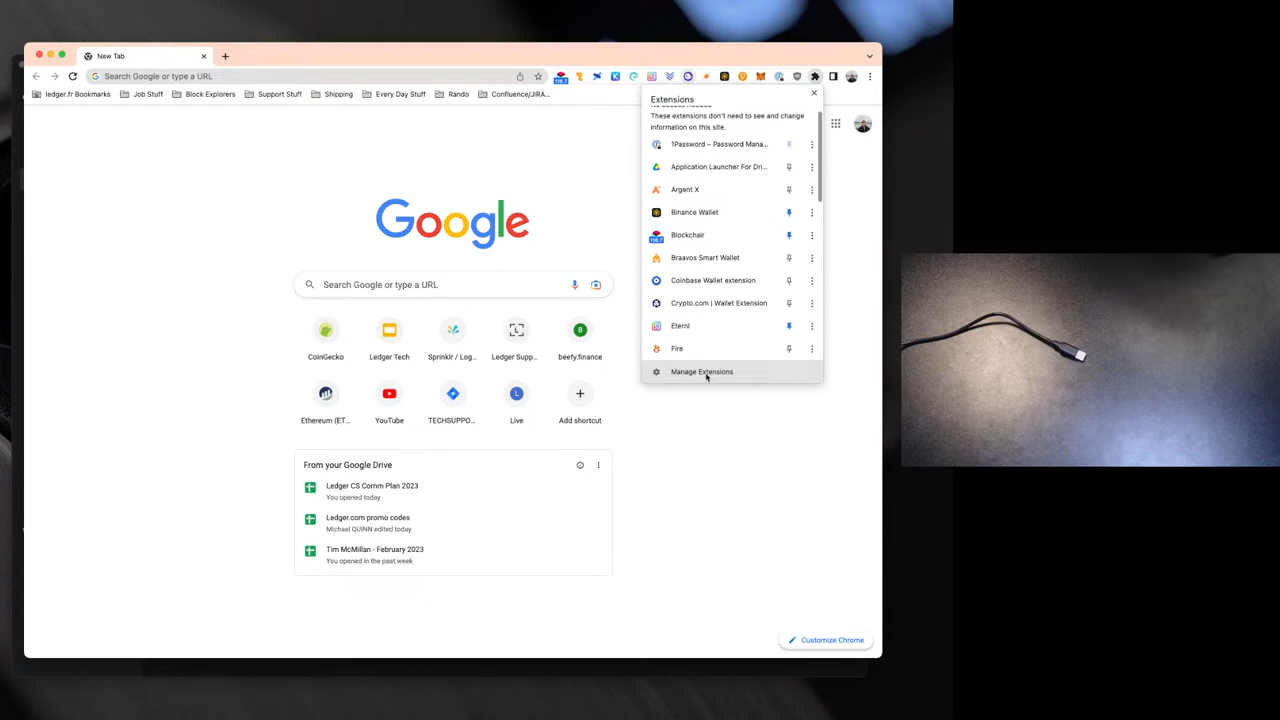 New Tab
Search Google or type a URL
116.7
ledger.fr Bookmarks
Job Stuff
Block Explorers
Support Stuff
Shipping
Every Day Stuff
Rando
Confluence/JIRA...
Extensions
These extensions don't need to see and change
information on this site.
1Password – Password Mana...
Application Launcher For Dri...
Argent X
Binance Wallet
Blockchair
116.7
Braavos Smart Wallet
Coinbase Wallet extension
Crypto.com | Wallet Extension
Eternl
Fire
Manage Extensions
Google
Search Google or type a URL
B
CoinGecko
Ledger Tech
Sprinklr / Log...
Ledger Supp...
beefy.finance
L
Ethereum (ET...
YouTube
TECHSUPPO...
Live
Add shortcut
From your Google Drive
Ledger CS Comm Plan 2023
You opened today
Ledger.com promo codes
Michael QUINN edited today
Tim McMillan - February 2023
You opened in the past week
Customize Chrome